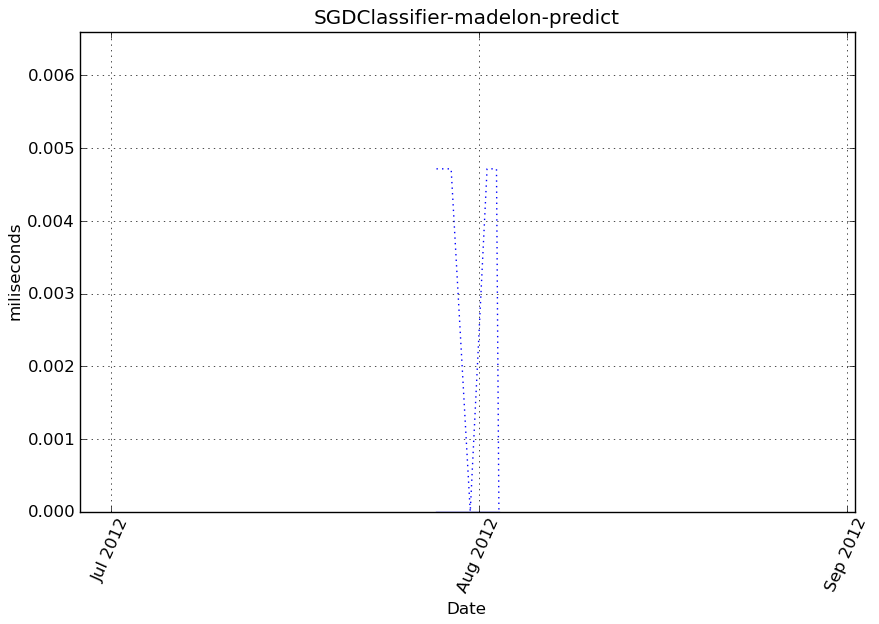 SGDClassifier-madelon-predict
0.006
0.005
0.004
0.003
0.002
0.001
0.000
miliseconds
Jul 2012
Aug 2012
Sep 2012
Date